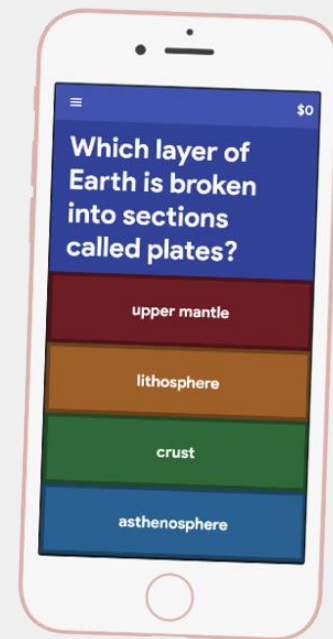 $0
Which layer of
Earth is broken
into sections
called plates?
upper mantle
lithosphere
crust
asthenosphere